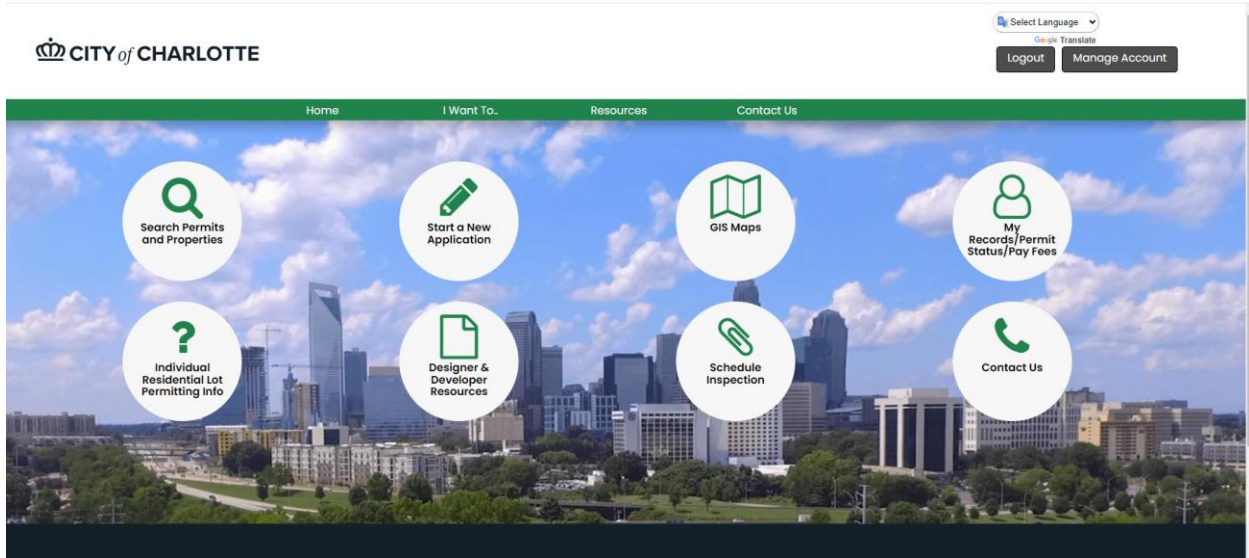 Select Language
Google Translate
CITY of CHARLOTTE
Logout Manage Account
Home I Want To.. Resources Contact Us
Search Permits
and Properties
Start a New
Application
GIS Maps
My
Records/Permit
Status/Pay Fees
?
Individual
Residential Lot
Permitting Info
Designer &
Developer
Resources
Schedule
Inspection
Contact Us